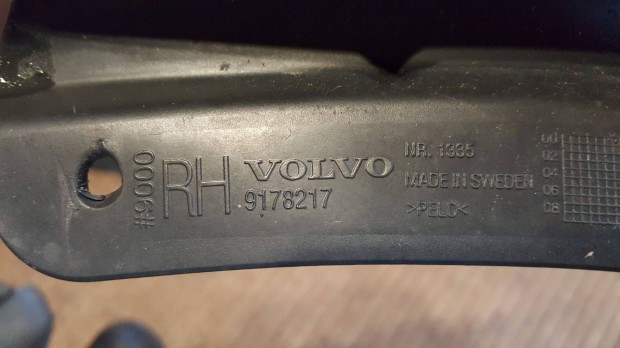 #9000
RH
VOLVO
9178217
NR. 1335
MADE IN SWEDEN
>PELD<
00
02
04
06
08